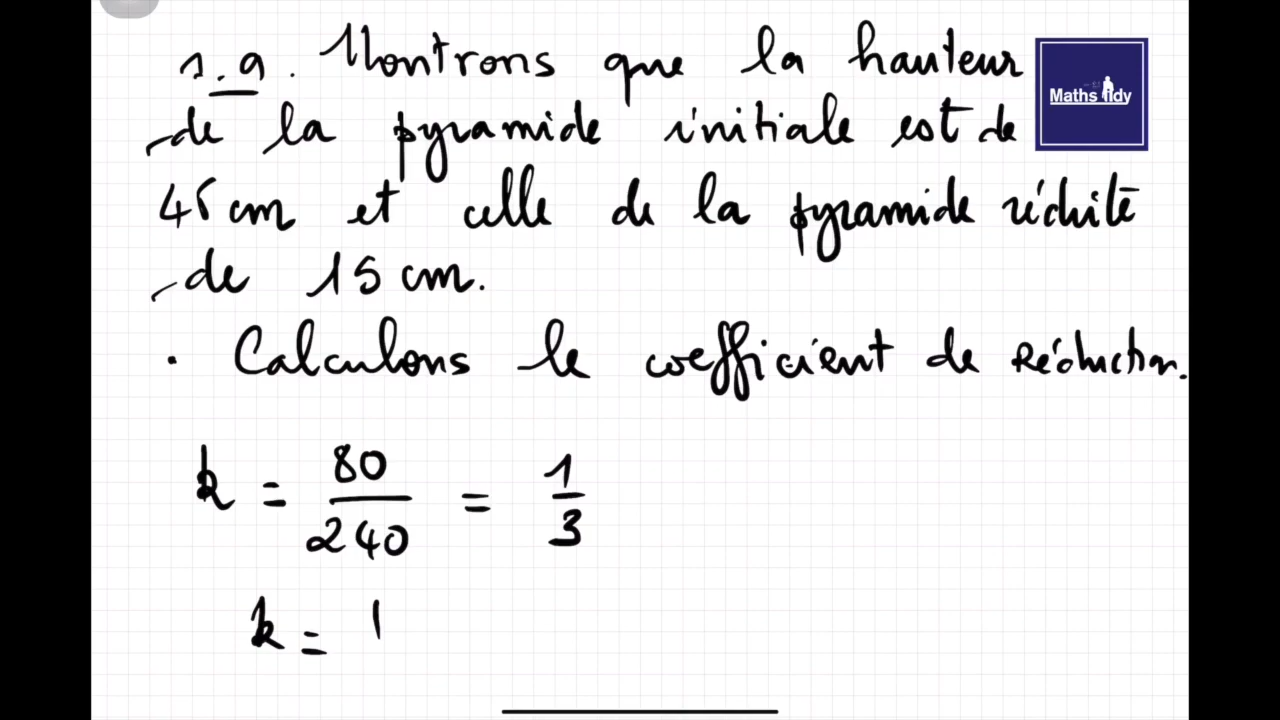 1.a. Montrons que la hauteur
de la pyramide initiale est de
45 cm et celle de la pyramide réduite
de 15 cm.
. Calculons le coefficient de Réduction.
k = 80/240 = 1/3
k = 1
Maths Tidy